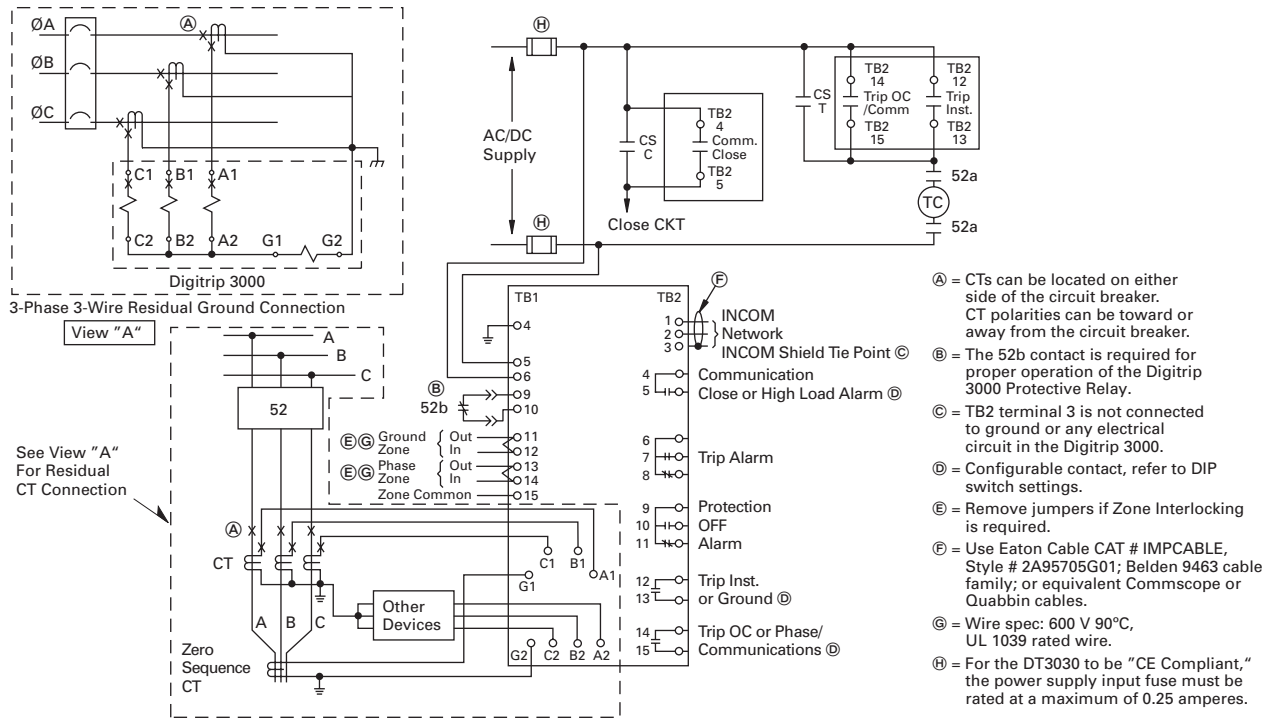 ØA
Ⓐ
ØB
ØC
C1 B1 A1
C2 B2 A2 G1 G2
Digitrip 3000
3-Phase 3-Wire Residual Ground Connection
View "A"
Ⓗ
AC/DC
Supply
Ⓗ
CS
C
TB2
4
Comm.
Close
TB2
5
Close CKT
CS
T
TB2
14
Trip OC
/Comm
TB2
15
TB2
12
Trip
Inst.
TB2
13
52a
TC
52a
A
B
C
52
See View "A"
For Residual
CT Connection
Ⓐ
CT
A B C
Zero
Sequence
CT
Other
Devices
TB1
4
5
6
Ⓑ
52b
9
10
ⒺⒼ Ground Zone { Out 11
In 12
ⒺⒼ Phase Zone { Out 13
In 14
Zone Common 15
C1 B1 A1
G1
G2 C2 B2 A2
Ⓕ
TB2
1 INCOM
2 Network
3 INCOM Shield Tie Point Ⓒ
4 Communication
5 Close or High Load Alarm Ⓓ
6
7 Trip Alarm
8
9 Protection
10 OFF
11 Alarm
12 Trip Inst.
13 or Ground Ⓓ
14 Trip OC or Phase/
15 Communications Ⓓ
Ⓐ = CTs can be located on either
side of the circuit breaker.
CT polarities can be toward or
away from the circuit breaker.
Ⓑ = The 52b contact is required for
proper operation of the Digitrip
3000 Protective Relay.
Ⓒ = TB2 terminal 3 is not connected
to ground or any electrical
circuit in the Digitrip 3000.
Ⓓ = Configurable contact, refer to DIP
switch settings.
Ⓔ = Remove jumpers if Zone Interlocking
is required.
Ⓕ = Use Eaton Cable CAT # IMPCABLE,
Style # 2A95705G01; Belden 9463 cable
family; or equivalent Commscope or
Quabbin cables.
Ⓖ = Wire spec: 600 V 90ºC,
UL 1039 rated wire.
Ⓗ = For the DT3030 to be "CE Compliant,"
the power supply input fuse must be
rated at a maximum of 0.25 amperes.